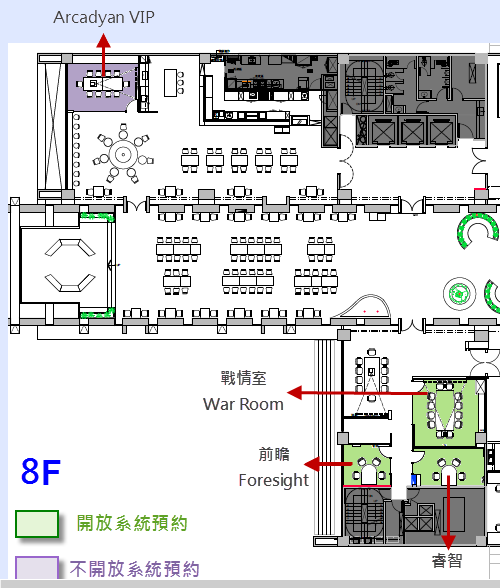 Arcadyan VIP
戰情室
War Room
前瞻
Foresight
8F
開放系統預約
睿智
不開放系統預約